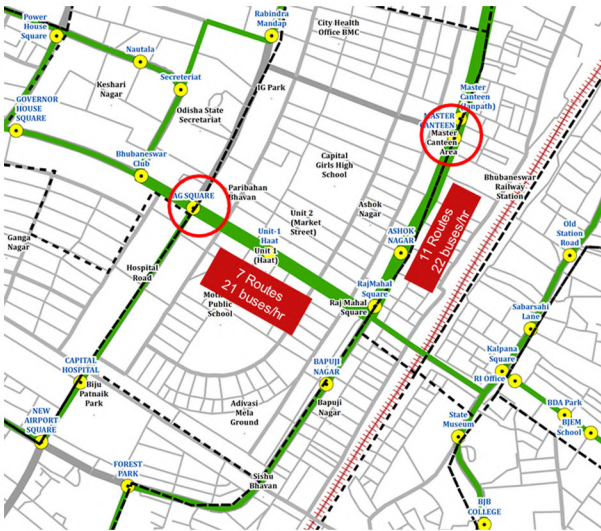 Power
House
Square
Rabindra
Mandap
City Health
Office BMC
Nautala
Secreteriat
Keshari
Nagar
IG Park
Master
Canteen
(Janpath)
MASTER
CANTEEN
Master
Canteen
Area
GOVERNOR
HOUSE
SQUARE
Odisha State
Secretariat
Bhubaneswar
Club
Capital
Girls High
School
Bhubaneswar
Railway
Station
AG SQUARE
Paribahan
Bhavan
Unit 2
(Market
Street)
Ashok
Nagar
11 Routes
22 buses/hr
Old
Station
Road
Ganga
Nagar
Unit-1
Haat
Unit 1
(Haat)
ASHOK
NAGAR
Hospital
Road
7 Routes
21 buses/hr
Public
School
RajMahal
Square
Raj Mahal
Square
Sabarsahi
Lane
Kalpana
Square
RI Office
CAPITAL
HOSPITAL
Biju
Patnaik
Park
BAPUJI
NAGAR
Bapuji
Nagar
Adivasi
Mela
Ground
BDA Park
BJEM
School
NEW
AIRPORT
SQUARE
State
Museum
FOREST
PARK
Sishu
Bhavan
BJB
COLLEGE